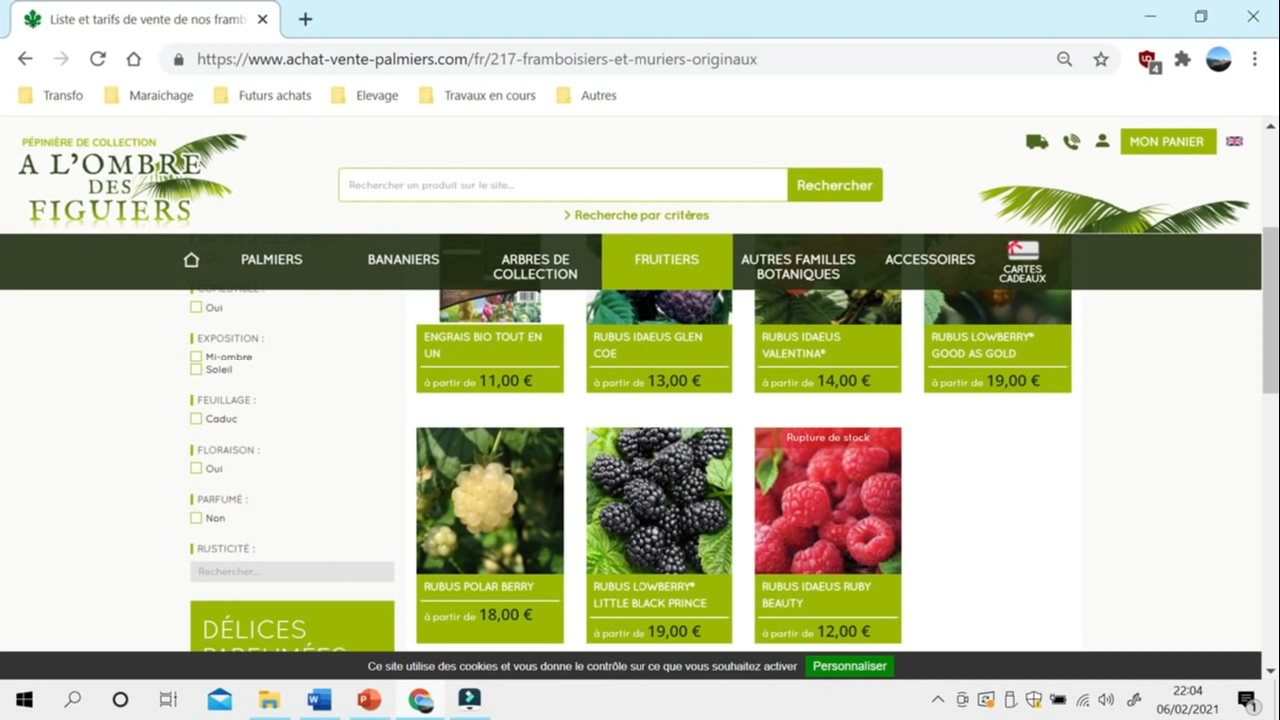 Liste et tarifs de vente de nos framb
https://www.achat-vente-palmiers.com/fr/217-framboisiers-et-muriers-originaux
4
Transfo
Maraichage
Futurs achats
Elevage
Travaux en cours
Autres
PÉPINIÈRE DE COLLECTION
A L'OMBRE
DES
FIGUIERS
MON PANIER
Rechercher un produit sur le site...
Rechercher
> Recherche par critères
PALMIERS
BANANIERS
ARBRES DE
COLLECTION
FRUITIERS
AUTRES FAMILLES
BOTANIQUES
ACCESSOIRES
CARTES
CADEAUX
COMESTIBLE :
Oui
EXPOSITION :
Mi-ombre
Soleil
FEUILLAGE :
Caduc
FLORAISON :
Oui
PARFUMÉ :
Non
RUSTICITÉ :
Rechercher...
DÉLICES
PARFUMÉES
ENGRAIS BIO TOUT EN
UN
à partir de 11,00 €
RUBUS IDAEUS GLEN
COE
à partir de 13,00 €
RUBUS IDAEUS
VALENTINA®
à partir de 14,00 €
RUBUS LOWBERRY®
GOOD AS GOLD
à partir de 19,00 €
RUBUS POLAR BERRY
à partir de 18,00 €
RUBUS LOWBERRY®
LITTLE BLACK PRINCE
à partir de 19,00 €
Rupture de stock
RUBUS IDAEUS RUBY
BEAUTY
à partir de 12,00 €
Ce site utilise des cookies et vous donne le contrôle sur ce que vous souhaitez activer
Personnaliser
22:04
06/02/2021
1